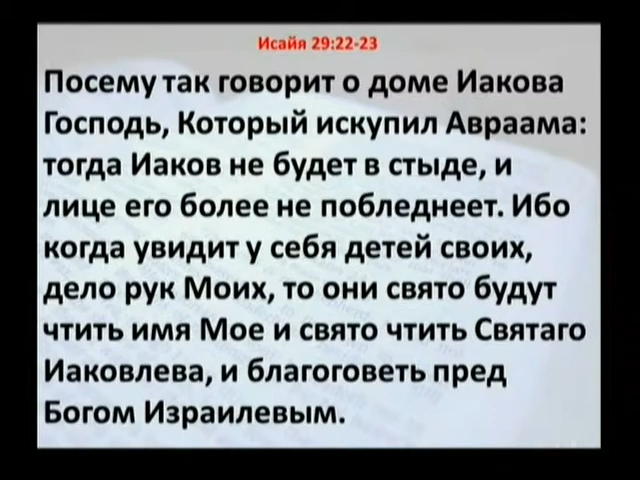 Исайя 29:22-23
Посему так говорит о доме Иакова
Господь, Который искупил Авраама:
тогда Иаков не будет в стыде, и
лице его более не побледнеет. Ибо
когда увидит у себя детей своих,
дело рук Моих, то они свято будут
чтить имя Мое и свято чтить Святаго
Иаковлева, и благоговеть пред
Богом Израилевым.